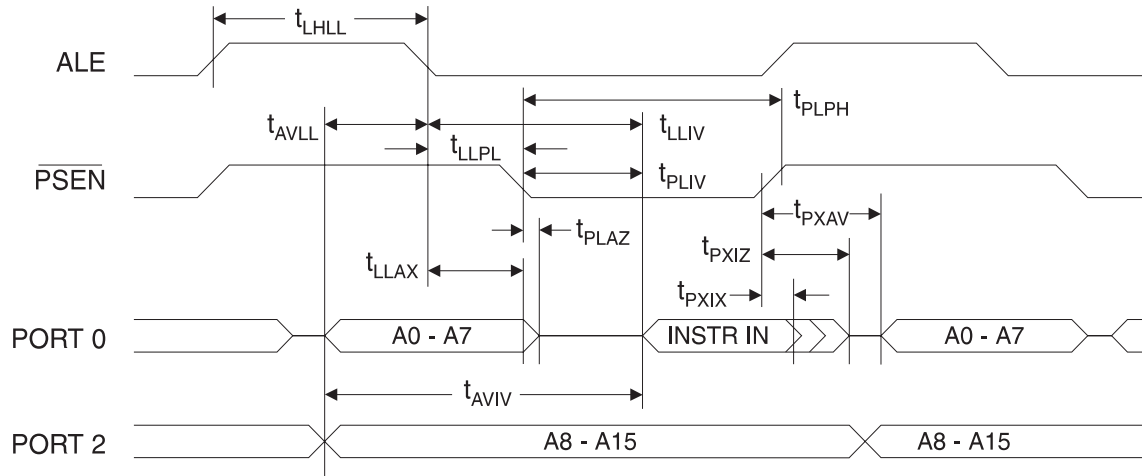 tLHLL
ALE
tPLPH
tAVLL
tLLIV
tLLPL
PSEN
tPLIV
tPXAV
tPLAZ
tPXIZ
tLLAX
tPXIX
PORT 0
A0 - A7
INSTR IN
A0 - A7
tAVIV
PORT 2
A8 - A15
A8 - A15